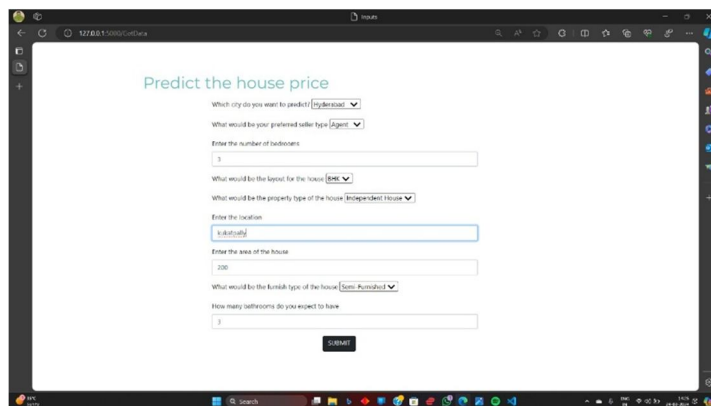 Inputs
127.0.0.1:5000/GetData
Predict the house price
Which city do you want to predict? Hyderabad
What would be your preferred seller type Agent
Enter the number of bedrooms
3
What would be the layout for the house BHK
What would be the property type of the house Independent House
Enter the location
Enter the area of the house
200
What would be the furnish type of the house Semi-Furnished
How many bathrooms do you expect to have
3
SUBMIT
Search